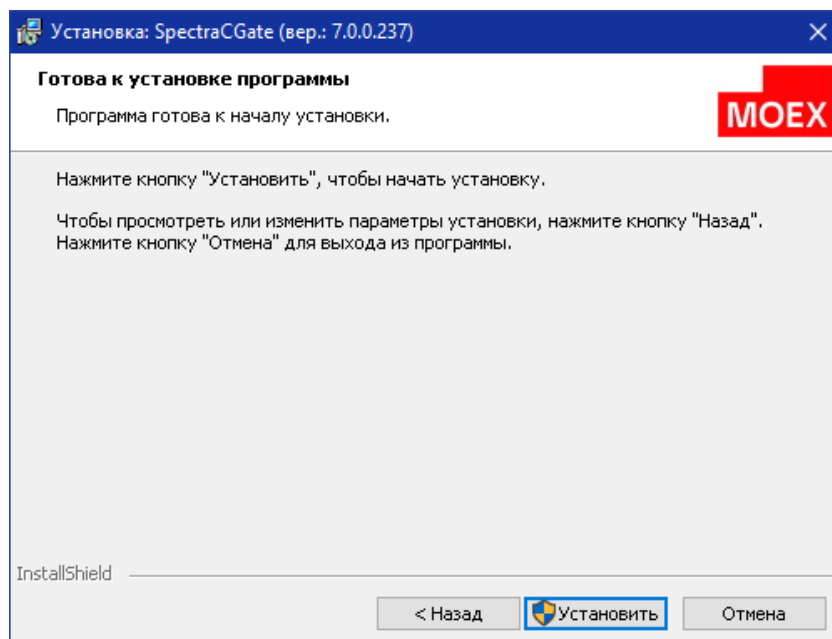 Установка: SpectraCGate (вер.: 7.0.0.237)
Готова к установке программы
Программа готова к началу установки.
MOEX
Нажмите кнопку "Установить", чтобы начать установку.
Чтобы просмотреть или изменить параметры установки, нажмите кнопку "Назад".
Нажмите кнопку "Отмена" для выхода из программы.
InstallShield
< Назад
Установить
Отмена